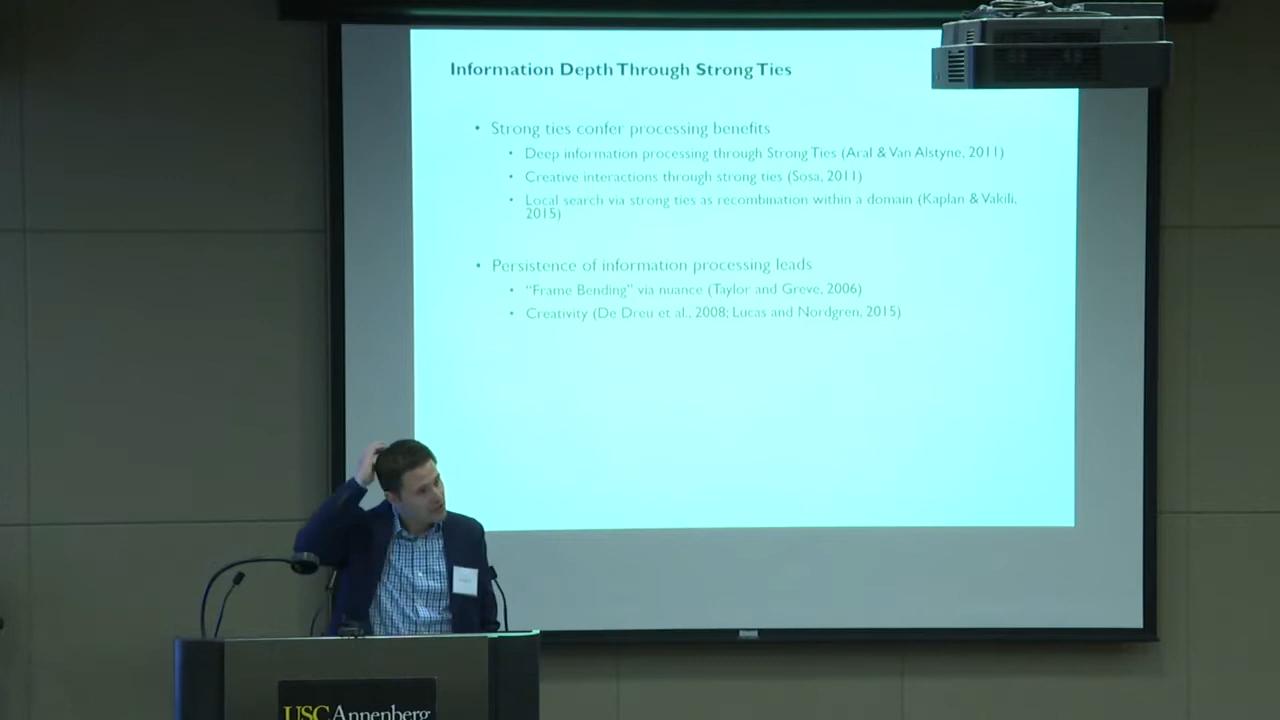 Information Depth Through Strong Ties
• Strong ties confer processing benefits
• Deep information processing through Strong Ties (Aral & Van Alstyne, 2011)
• Creative interactions through strong ties (Sosa, 2011)
• Local search via strong ties as recombination within a domain (Kaplan & Vakili,
2015)
• Persistence of information processing leads
• "Frame Bending" via nuance (Taylor and Greve, 2006)
• Creativity (De Dreu et al., 2008; Lucas and Nordgren, 2015)
USC Annenberg